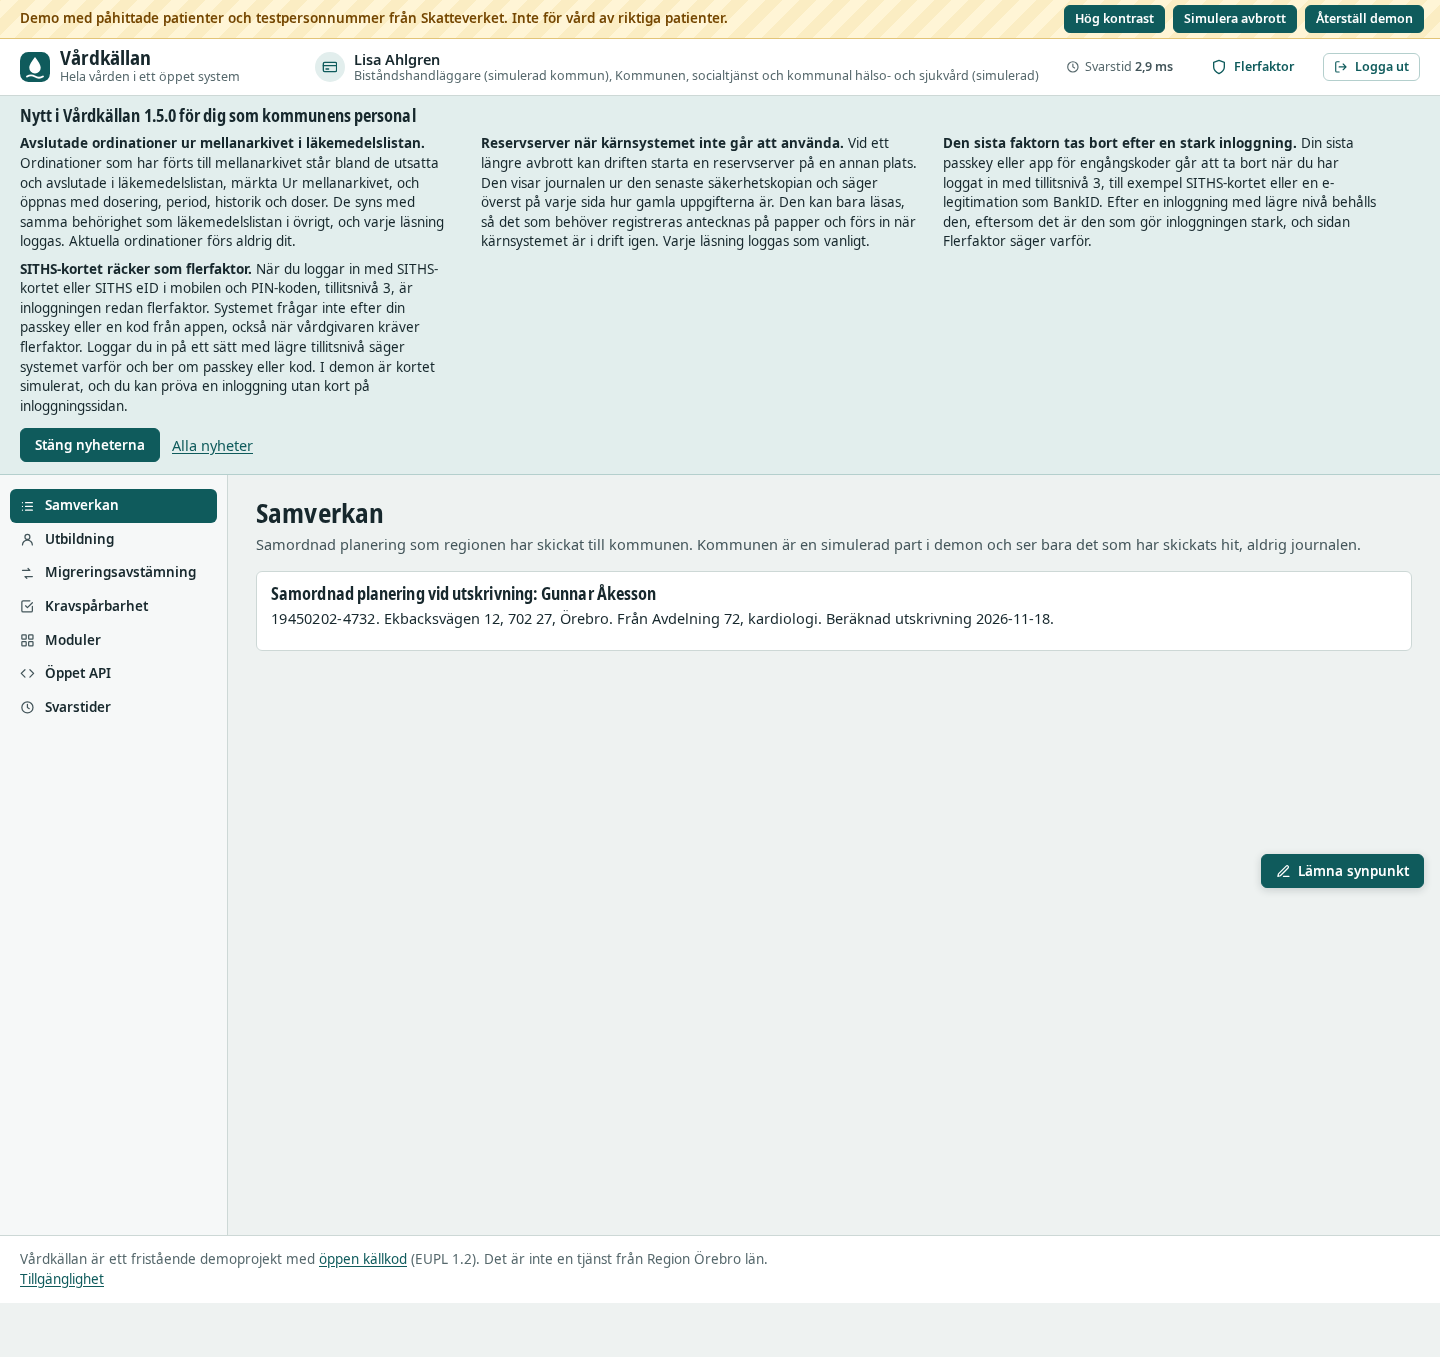 Demo med påhittade patienter och testpersonnummer från Skatteverket. Inte för vård av riktiga patienter.
Hög kontrast
Simulera avbrott
Återställ demon
Vårdkällan
Hela vården i ett öppet system
Lisa Ahlgren
Biståndshandläggare (simulerad kommun), Kommunen, socialtjänst och kommunal hälso- och sjukvård (simulerad)
Svarstid 2,9 ms
Flerfaktor
Logga ut
Nytt i Vårdkällan 1.5.0 för dig som kommunens personal
Avslutade ordinationer ur mellanarkivet i läkemedelslistan.
Ordinationer som har förts till mellanarkivet står bland de utsatta
och avslutade i läkemedelslistan, märkta Ur mellanarkivet, och
öppnas med dosering, period, historik och doser. De syns med
samma behörighet som läkemedelslistan i övrigt, och varje läsning
loggas. Aktuella ordinationer förs aldrig dit.
SITHS-kortet räcker som flerfaktor. När du loggar in med SITHS-
kortet eller SITHS eID i mobilen och PIN-koden, tillitsnivå 3, är
inloggningen redan flerfaktor. Systemet frågar inte efter din
passkey eller en kod från appen, också när vårdgivaren kräver
flerfaktor. Loggar du in på ett sätt med lägre tillitsnivå säger
systemet varför och ber om passkey eller kod. I demon är kortet
simulerat, och du kan pröva en inloggning utan kort på
inloggningssidan.
Reservserver när kärnsystemet inte går att använda. Vid ett
längre avbrott kan driften starta en reservserver på en annan plats.
Den visar journalen ur den senaste säkerhetskopian och säger
överst på varje sida hur gamla uppgifterna är. Den kan bara läsas,
så det som behöver registreras antecknas på papper och förs in när
kärnsystemet är i drift igen. Varje läsning loggas som vanligt.
Den sista faktorn tas bort efter en stark inloggning. Din sista
passkey eller app för engångskoder går att ta bort när du har
loggat in med tillitsnivå 3, till exempel SITHS-kortet eller en e-
legitimation som BankID. Efter en inloggning med lägre nivå behålls
den, eftersom det är den som gör inloggningen stark, och sidan
Flerfaktor säger varför.
Stäng nyheterna
Alla nyheter
Samverkan
Utbildning
Migreringsavstämning
Kravspårbarhet
Moduler
Öppet API
Svarstider
Samverkan
Samordnad planering som regionen har skickat till kommunen. Kommunen är en simulerad part i demon och ser bara det som har skickats hit, aldrig journalen.
Samordnad planering vid utskrivning: Gunnar Åkesson
19450202-4732. Ekbacksvägen 12, 702 27, Örebro. Från Avdelning 72, kardiologi. Beräknad utskrivning 2026-11-18.
Lämna synpunkt
Vårdkällan är ett fristående demoprojekt med öppen källkod (EUPL 1.2). Det är inte en tjänst från Region Örebro län.
Tillgänglighet